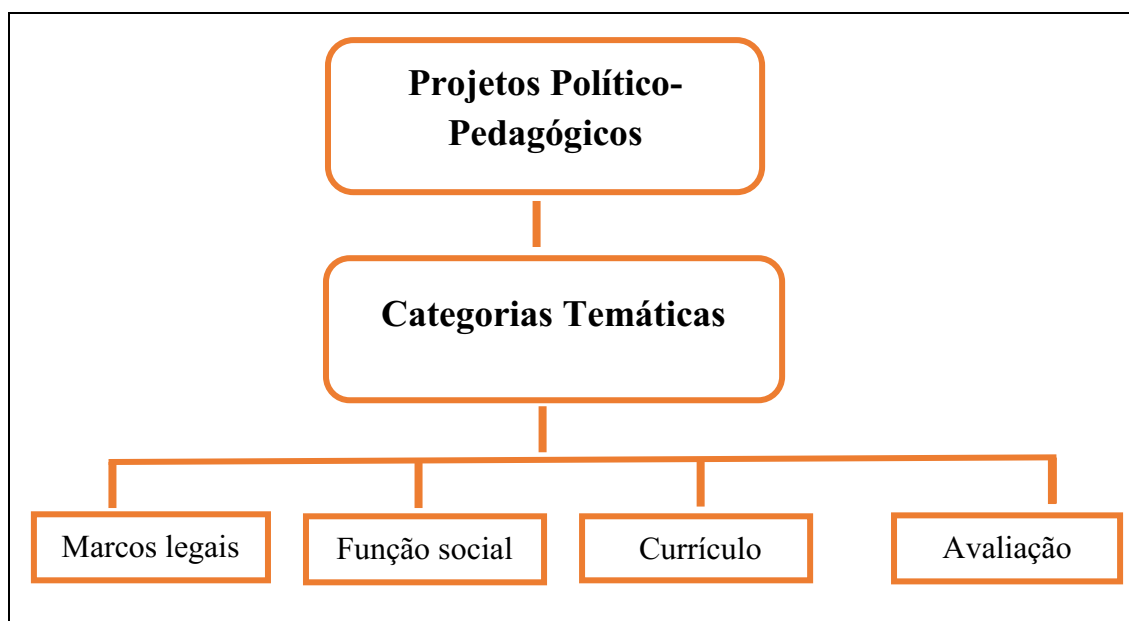 Projetos Político-
Pedagógicos
Categorias Temáticas
Marcos legais
Função social
Currículo
Avaliação